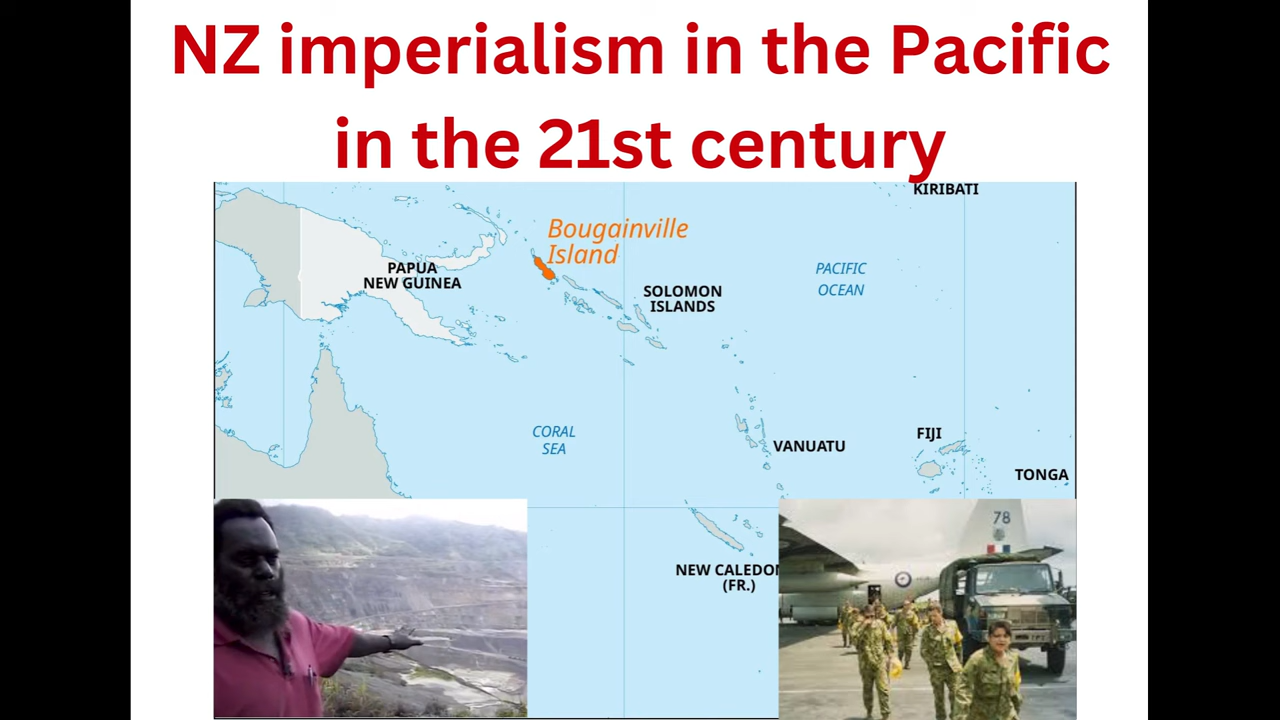 NZ imperialism in the Pacific
in the 21st century
KIRIBATI
Bougainville
Island
PAPUA
NEW GUINEA
PACIFIC
OCEAN
SOLOMON
ISLANDS
CORAL
SEA
VANUATU
FIJI
TONGA
78
NEW CALEDON
(FR.)